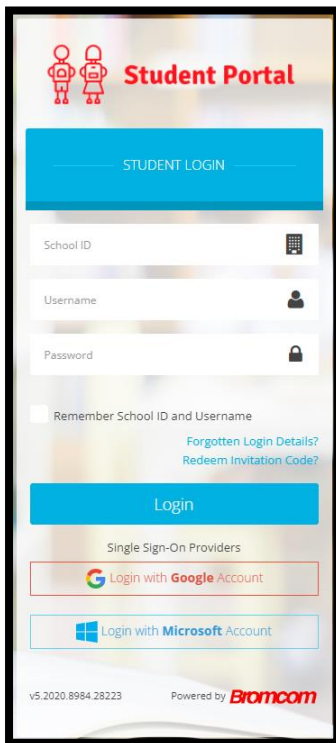 Student Portal
STUDENT LOGIN
School ID
Username
Password
Remember School ID and Username
Forgotten Login Details?
Redeem Invitation Code?
Login
Single Sign-On Providers
Login with Google Account
Login with Microsoft Account
v5.2020.8984.28223 Powered by Bromcom